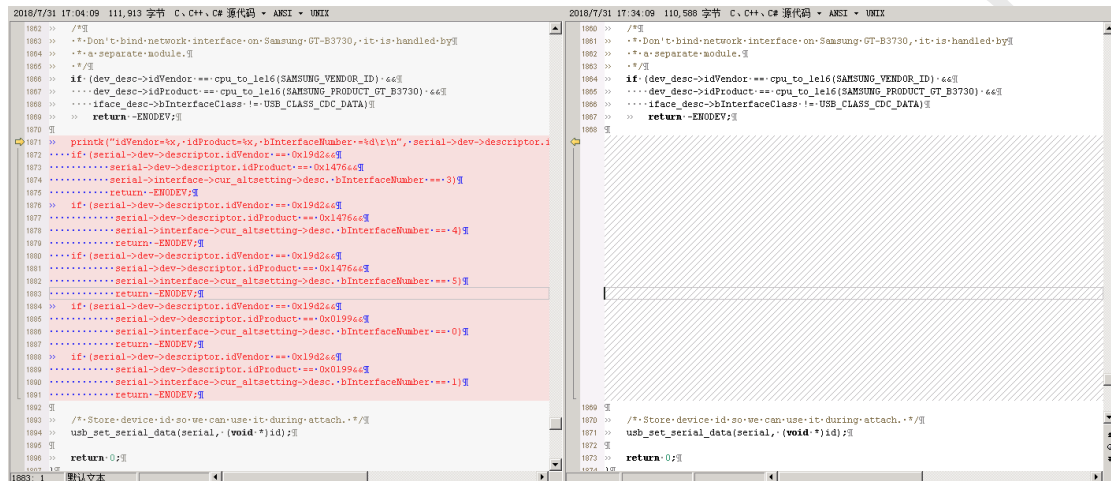 2018/7/31 17:04:09 111,913 字节 C、C++、C# 源代码 ▾ ANSI ▾ UNIX
1862 /*
1863 * Don't bind network interface on Samsung GT-B3730, it is handled by
1864 * a separate module.
1865 */
1866 if (dev_desc->idVendor == cpu_to_le16(SAMSUNG_VENDOR_ID) &&
1867 dev_desc->idProduct == cpu_to_le16(SAMSUNG_PRODUCT_GT_B3730) &&
1868 iface_desc->bInterfaceClass != USB_CLASS_CDC_DATA)
1869 return -ENODEV;
1870
1871 printk("idVendor=%x, idProduct=%x, bInterfaceNumber =%d\r\n", serial->dev->descriptor.i
1872 if (serial->dev->descriptor.idVendor == 0x19d2&&
1873 serial->dev->descriptor.idProduct == 0x1476&&
1874 serial->interface->cur_altsetting->desc. bInterfaceNumber == 3)
1875 return -ENODEV;
1876 if (serial->dev->descriptor.idVendor == 0x19d2&&
1877 serial->dev->descriptor.idProduct == 0x1476&&
1878 serial->interface->cur_altsetting->desc. bInterfaceNumber == 4)
1879 return -ENODEV;
1880 if (serial->dev->descriptor.idVendor == 0x19d2&&
1881 serial->dev->descriptor.idProduct == 0x1476&&
1882 serial->interface->cur_altsetting->desc. bInterfaceNumber == 5)
1883 return -ENODEV;
1884 if (serial->dev->descriptor.idVendor == 0x19d2&&
1885 serial->dev->descriptor.idProduct == 0x0199&&
1886 serial->interface->cur_altsetting->desc. bInterfaceNumber == 0)
1887 return -ENODEV;
1888 if (serial->dev->descriptor.idVendor == 0x19d2&&
1889 serial->dev->descriptor.idProduct == 0x0199&&
1890 serial->interface->cur_altsetting->desc. bInterfaceNumber == 1)
1891 return -ENODEV;
1892
1893 /* Store device id so we can use it during attach. */
1894 usb_set_serial_data(serial, (void *)id);
1895
1896 return 0;
1897 }
1883: 1 默认文本
2018/7/31 17:34:09 110,588 字节 C、C++、C# 源代码 ▾ ANSI ▾ UNIX
1860 /*
1861 * Don't bind network interface on Samsung GT-B3730, it is handled by
1862 * a separate module.
1863 */
1864 if (dev_desc->idVendor == cpu_to_le16(SAMSUNG_VENDOR_ID) &&
1865 dev_desc->idProduct == cpu_to_le16(SAMSUNG_PRODUCT_GT_B3730) &&
1866 iface_desc->bInterfaceClass != USB_CLASS_CDC_DATA)
1867 return -ENODEV;
1868
1869
1870 /* Store device id so we can use it during attach. */
1871 usb_set_serial_data(serial, (void *)id);
1872
1873 return 0;
1874 }